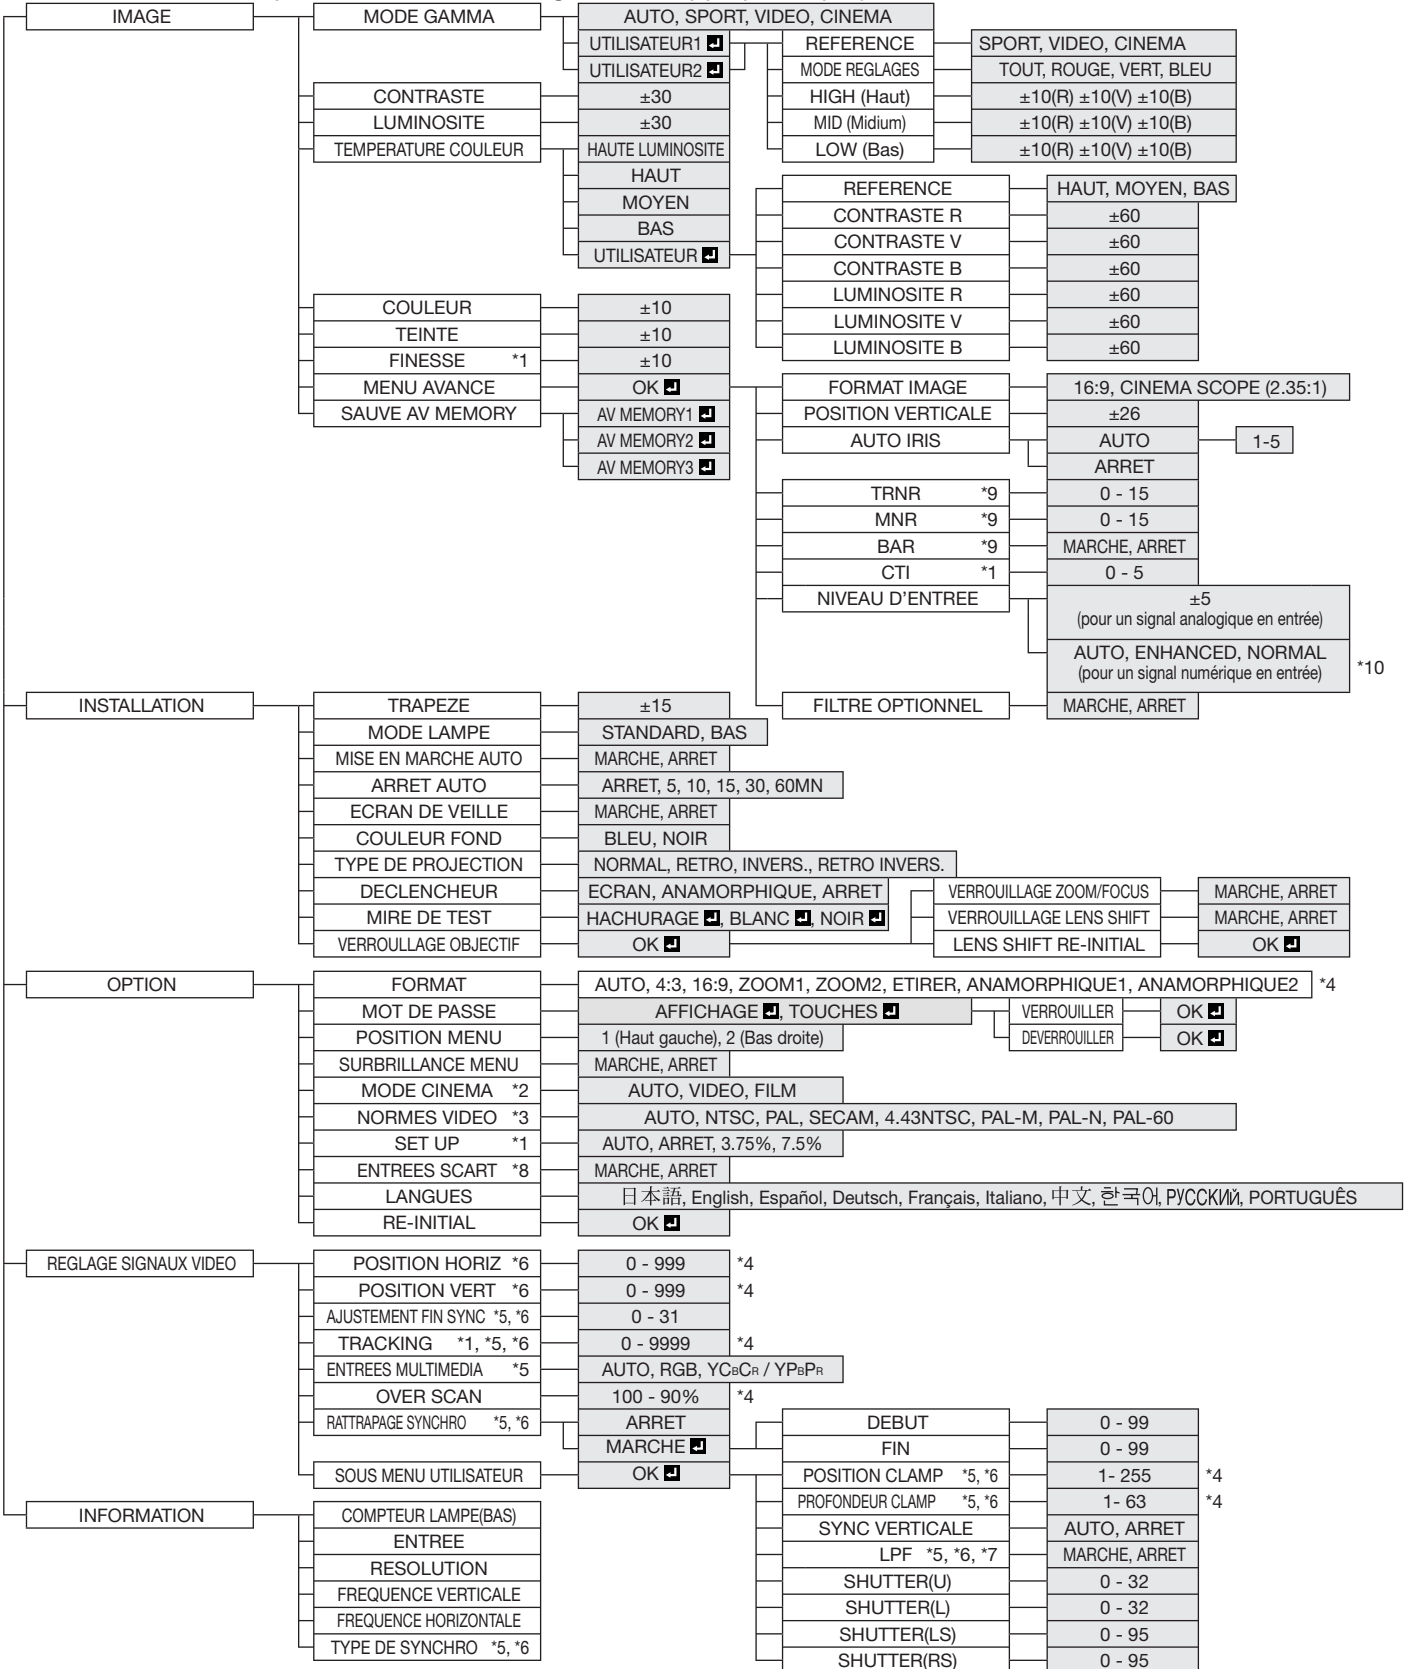 IMAGE MODE GAMMA AUTO, SPORT, VIDEO, CINEMA
UTILISATEUR1 REFERENCE SPORT, VIDEO, CINEMA
UTILISATEUR2 MODE REGLAGES TOUT, ROUGE, VERT, BLEU
CONTRASTE ±30 HIGH (Haut) ±10(R) ±10(V) ±10(B)
LUMINOSITE ±30 MID (Midium) ±10(R) ±10(V) ±10(B)
TEMPERATURE COULEUR HAUTE LUMINOSITE LOW (Bas) ±10(R) ±10(V) ±10(B)
HAUT
REFERENCE HAUT, MOYEN, BAS
MOYEN
CONTRASTE R ±60
BAS
CONTRASTE V ±60
UTILISATEUR
CONTRASTE B ±60
LUMINOSITE R ±60
COULEUR ±10
LUMINOSITE V ±60
TEINTE ±10
LUMINOSITE B ±60
FINESSE *1 ±10
MENU AVANCE OK FORMAT IMAGE 16:9, CINEMA SCOPE (2.35:1)
SAUVE AV MEMORY AV MEMORY1 POSITION VERTICALE ±26
AV MEMORY2 AUTO IRIS AUTO 1-5
AV MEMORY3 ARRET
TRNR *9 0 - 15
MNR *9 0 - 15
BAR *9 MARCHE, ARRET
CTI *1 0 - 5
NIVEAU D'ENTREE ±5
(pour un signal analogique en entrée)
AUTO, ENHANCED, NORMAL
(pour un signal numérique en entrée) *10
INSTALLATION TRAPEZE ±15 FILTRE OPTIONNEL MARCHE, ARRET
MODE LAMPE STANDARD, BAS
MISE EN MARCHE AUTO MARCHE, ARRET
ARRET AUTO ARRET, 5, 10, 15, 30, 60MN
ECRAN DE VEILLE MARCHE, ARRET
COULEUR FOND BLEU, NOIR
TYPE DE PROJECTION NORMAL, RETRO, INVERS., RETRO INVERS.
DECLENCHEUR ECRAN, ANAMORPHIQUE, ARRET VERROUILLAGE ZOOM/FOCUS MARCHE, ARRET
MIRE DE TEST HACHURAGE , BLANC , NOIR VERROUILLAGE LENS SHIFT MARCHE, ARRET
VERROULLAGE OBJECTIF OK LENS SHIFT RE-INITIAL OK
OPTION FORMAT AUTO, 4:3, 16:9, ZOOM1, ZOOM2, ETIRER, ANAMORPHIQUE1, ANAMORPHIQUE2 *4
MOT DE PASSE AFFICHAGE , TOUCHES VERROUILLER OK
POSITION MENU 1 (Haut gauche), 2 (Bas droite) DEVERROUILLER OK
SURBRILLANCE MENU MARCHE, ARRET
MODE CINEMA *2 AUTO, VIDEO, FILM
NORMES VIDEO *3 AUTO, NTSC, PAL, SECAM, 4.43NTSC, PAL-M, PAL-N, PAL-60
SET UP *1 AUTO, ARRET, 3.75%, 7.5%
ENTREES SCART *8 MARCHE, ARRET
LANGUES 日本語, English, Español, Deutsch, Français, Italiano, 中文, 한국어, РУССКИЙ, PORTUGUÊS
RE-INITIAL OK
REGLAGE SIGNAUX VIDEO POSITION HORIZ *6 0 - 999 *4
POSITION VERT *6 0 - 999 *4
AJUSTEMENT FIN SYNC *5, *6 0 - 31
TRACKING *1, *5, *6 0 - 9999 *4
ENTREES MULTIMEDIA *5 AUTO, RGB, YCBCR / YPBPR
OVER SCAN 100 - 90% *4
RATTRAPAGE SYNCHRO *5, *6 ARRET DEBUT 0 - 99
MARCHE FIN 0 - 99
SOUS MENU UTILISATEUR OK POSITION CLAMP *5, *6 1- 255 *4
PROFONDEUR CLAMP *5, *6 1- 63 *4
INFORMATION COMPTEUR LAMPE(BAS) SYNC VERTICALE AUTO, ARRET
ENTREE LPF *5, *6, *7 MARCHE, ARRET
RESOLUTION SHUTTER(U) 0 - 32
FREQUENCE VERTICALE SHUTTER(L) 0 - 32
FREQUENCE HORIZONTALE SHUTTER(LS) 0 - 95
TYPE DE SYNCHRO *5, *6 SHUTTER(RS) 0 - 95